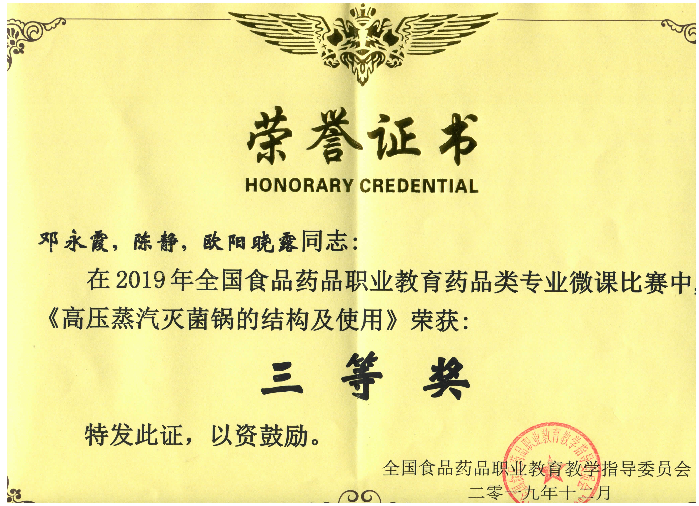 荣誉证书
HONORARY CREDENTIAL
邓永霞，陈静，欧阳晓露同志：
在2019年全国食品药品职业教育药品类专业微课比赛中，
《高压蒸汽灭菌锅的结构及使用》荣获：
三等奖
特发此证，以资鼓励。
全国食品药品职业教育教学指导委员会
二零一九年十二月